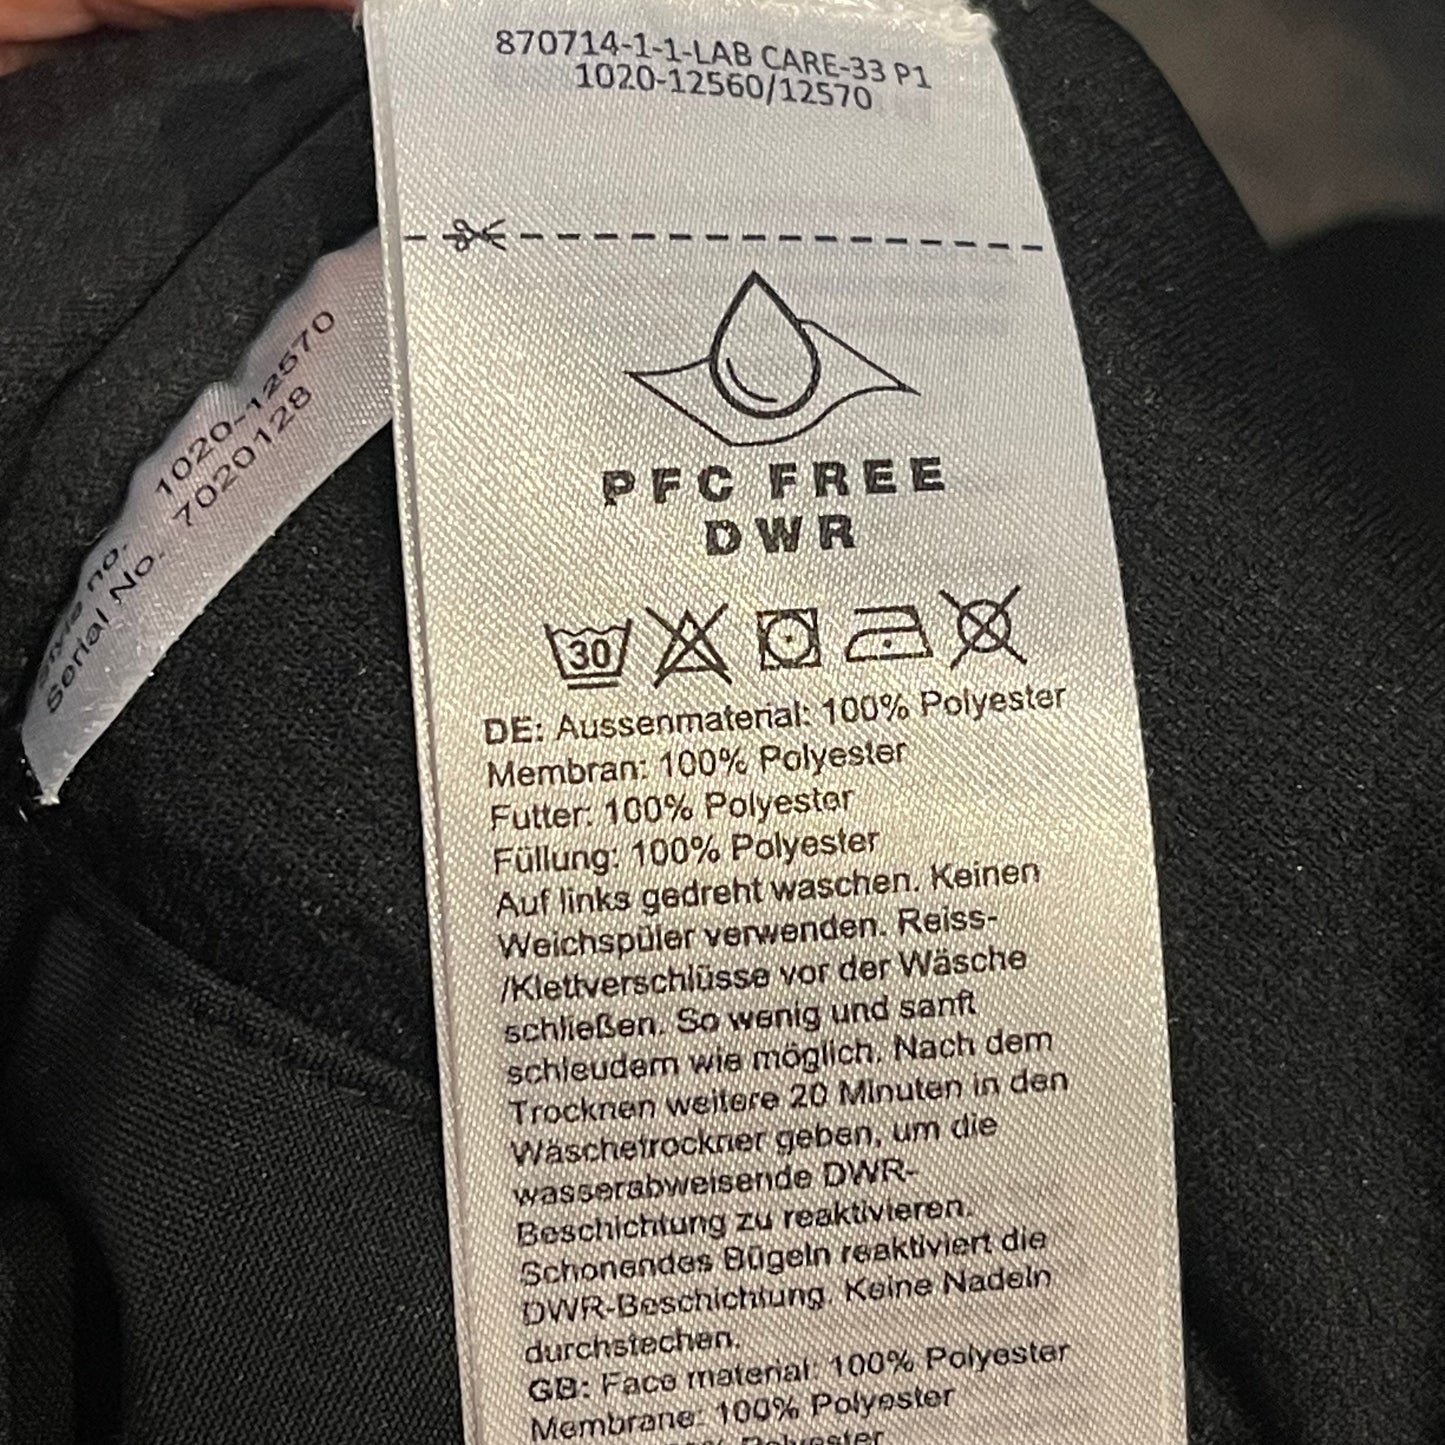 870714-1-1-LAB CARE-33 P1
1020-12560/12570
PFC FREE
DWR
30
DE: Aussenmaterial: 100% Polyester
Membran: 100% Polyester
Futter: 100% Polyester
Füllung: 100% Polyester
Auf links gedreht waschen. Keinen
Weichspüler verwenden. Reiss-
/Klettverschlüsse vor der Wäsche
schließen. So wenig und sanft
schleudern wie möglich. Nach dem
Trocknen weitere 20 Minuten in den
Wäschetrockner geben, um die
wasserabweisende DWR-
Beschichtung zu reaktivieren.
Schonendes Bügeln reaktiviert die
DWR-Beschichtung. Keine Nadeln
durchstechen.
GB: Face material: 100% Polyester
Membrane: 100% Polyester
Polyester
Style no. 1020-12570
Serial No. 7020128